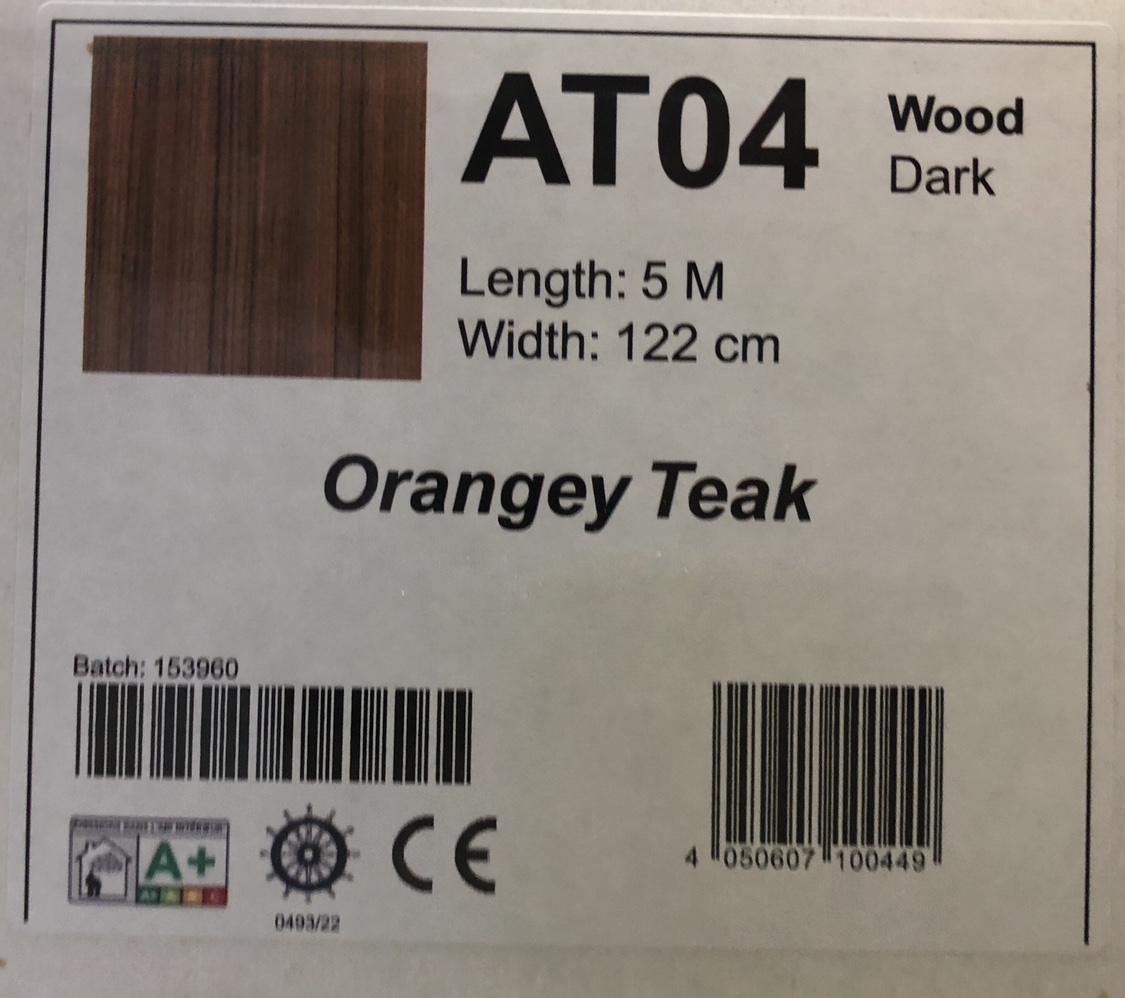 AT04
Wood
Dark
Length: 5 M
Width: 122 cm
Orangey Teak
Batch: 153960
A+
CE
0493/22
4 050607 100449